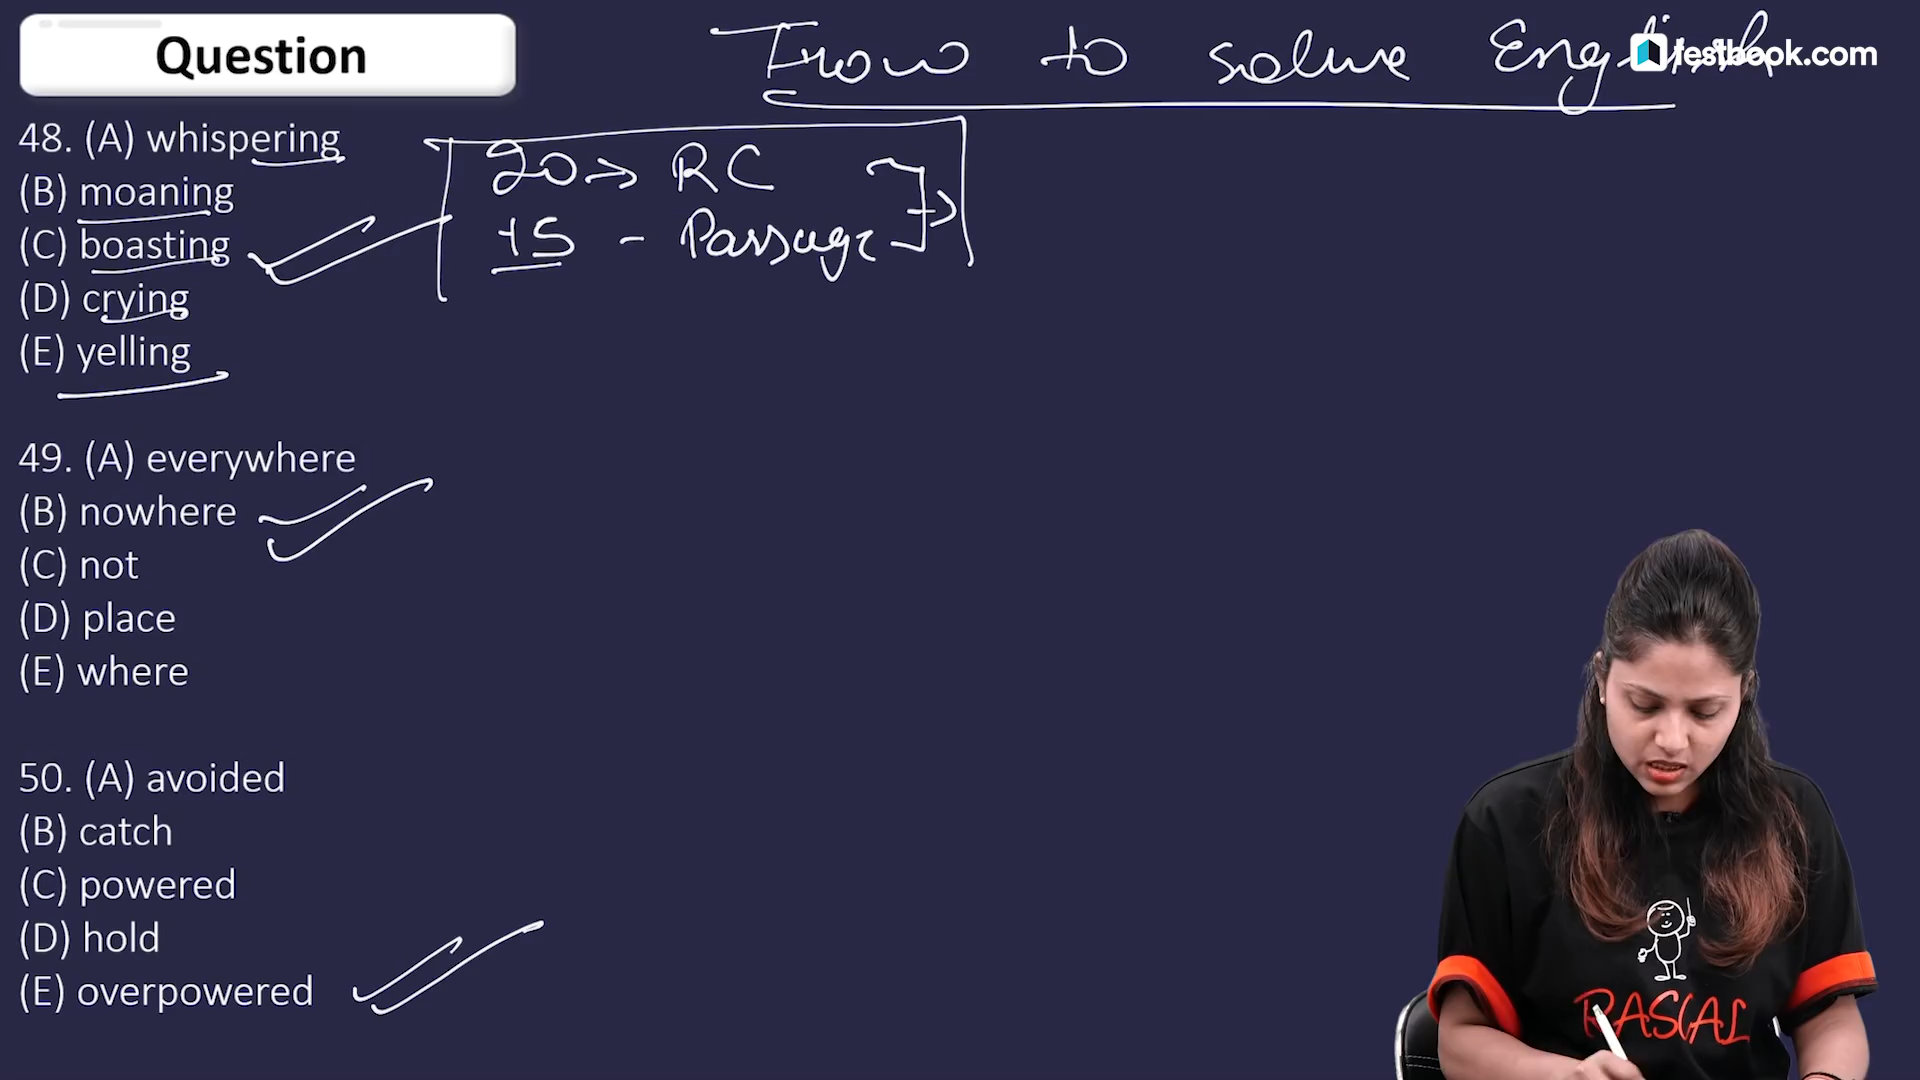 Question
How to solve English
testbook.com
48. (A) whispering
(B) moaning
(C) boasting
(D) crying
(E) yelling
20 → RC
15 - Passage
49. (A) everywhere
(B) nowhere
(C) not
(D) place
(E) where
50. (A) avoided
(B) catch
(C) powered
(D) hold
(E) overpowered
RASCAL